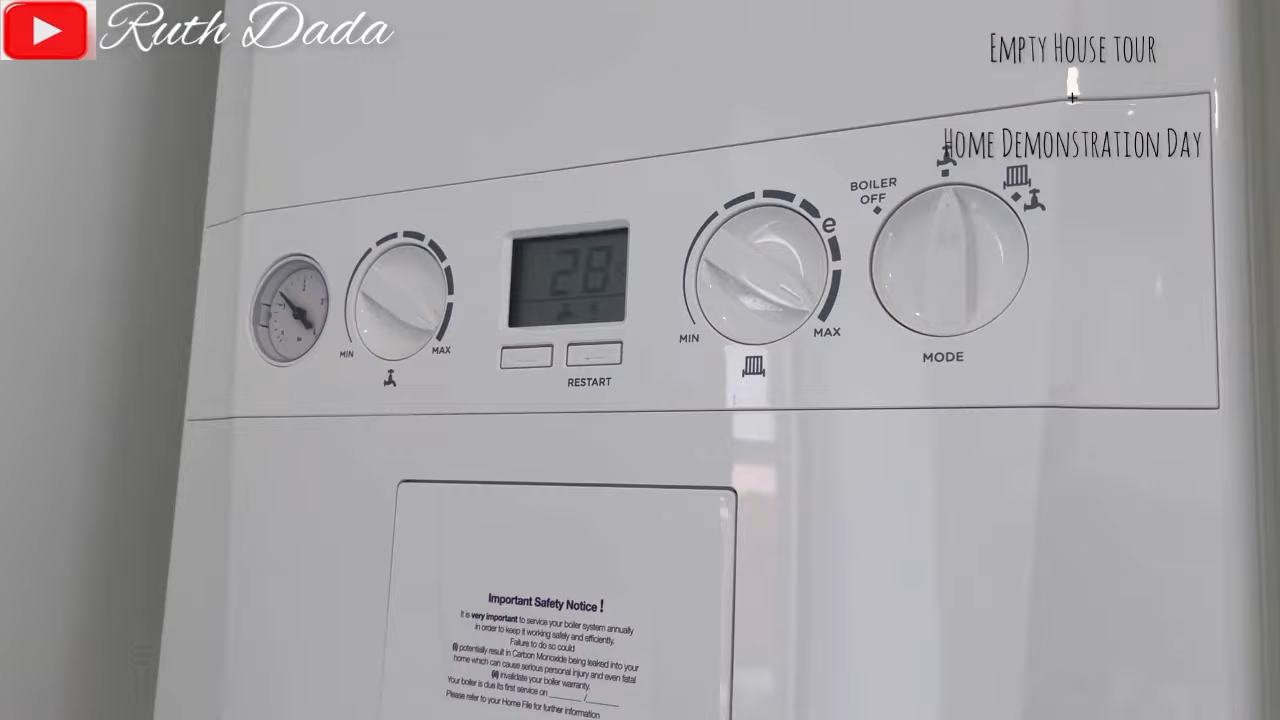 Ruth Dada
EMPTY HOUSE TOUR
+
HOME DEMONSTRATION DAY
BOILER
OFF
e
28
MIN
MAX
MIN
MAX
RESTART
MODE
Important Safety Notice !
It is very important to service your boiler system annually
in order to keep it working safely and efficiently.
Failure to do so could
(i) potentially result in Carbon Monoxide being leaked into your
home which can cause serious personal injury and even fatal
(ii) invalidate your boiler warranty.
Your boiler is due its first service on ______ /______
Please refer to your Home File for further information